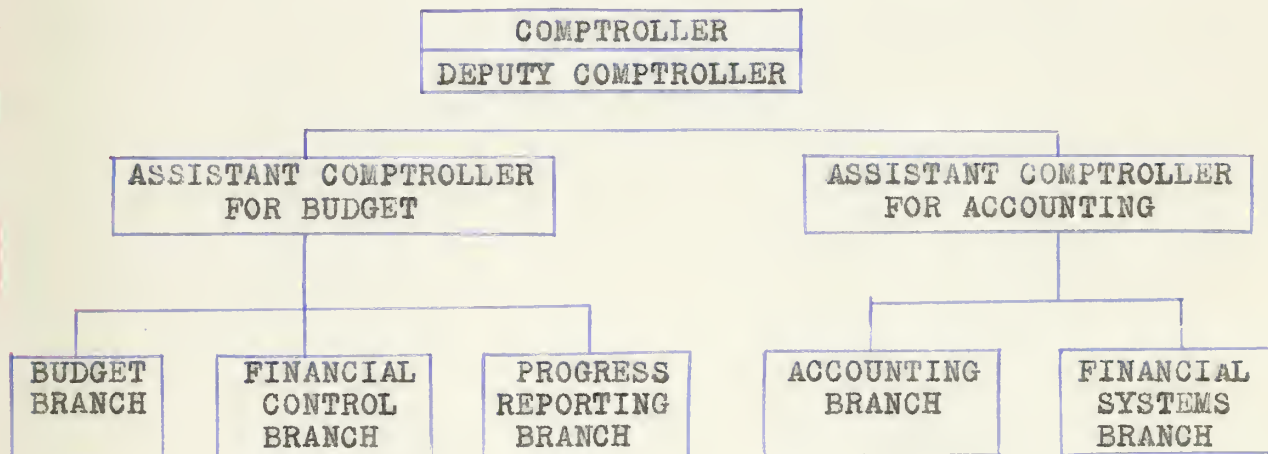 COMPTROLLER
DEPUTY COMPTROLLER
ASSISTANT COMPTROLLER
FOR BUDGET
ASSISTANT COMPTROLLER
FOR ACCOUNTING
BUDGET
BRANCH
FINANCIAL
CONTROL
BRANCH
PROGRESS
REPORTING
BRANCH
ACCOUNTING
BRANCH
FINANCIAL
SYSTEMS
BRANCH